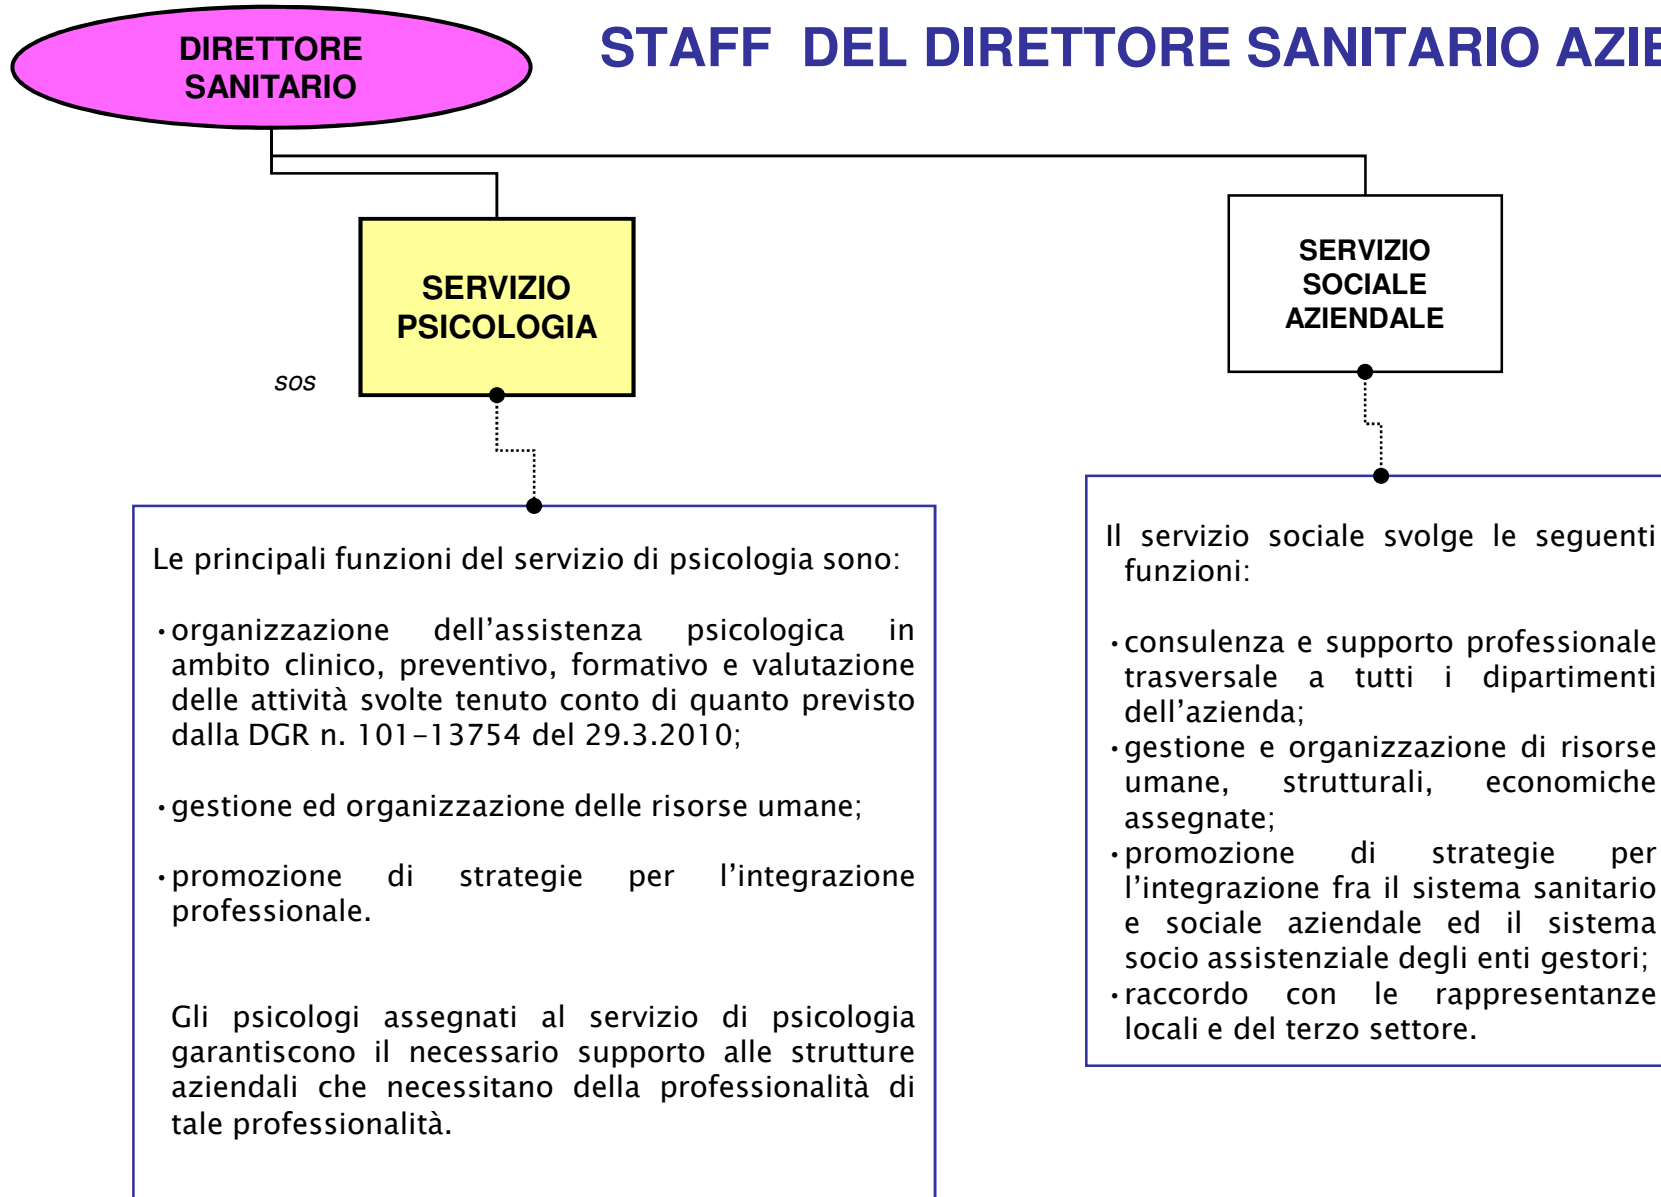 DIRETTORE
SANITARIO
STAFF DEL DIRETTORE SANITARIO
SERVIZIO
PSICOLOGIA
sos
SERVIZIO
SOCIALE
AZIENDALE
Le principali funzioni del servizio di psicologia sono:
•organizzazione dell'assistenza psicologica in
ambito clinico, preventivo, formativo e valutazione
delle attività svolte tenuto conto di quanto previsto
dalla DGR n. 101-13754 del 29.3.2010;
•gestione ed organizzazione delle risorse umane;
•promozione di strategie per l'integrazione
professionale.
Gli psicologi assegnati al servizio di psicologia
garantiscono il necessario supporto alle strutture
aziendali che necessitano della professionalità di
tale professionalità.
Il servizio sociale svolge le seguenti
funzioni:
•consulenza e supporto professionale
trasversale a tutti i dipartimenti
dell'azienda;
•gestione e organizzazione di risorse
umane, strutturali, economiche
assegnate;
•promozione di strategie per
l'integrazione fra il sistema sanitario
e sociale aziendale ed il sistema
socio assistenziale degli enti gestori;
•raccordo con le rappresentanze
locali e del terzo settore.